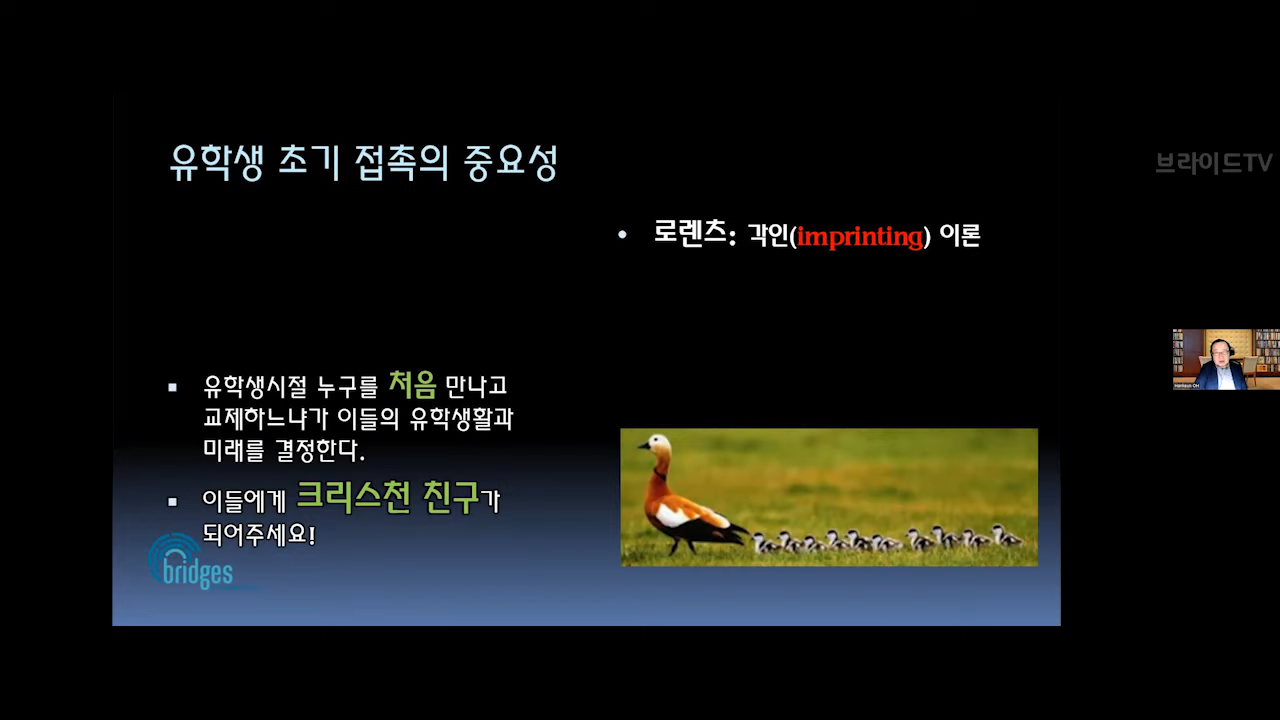 유학생 초기 접촉의 중요성
브라이드TV
• 로렌츠: 각인(imprinting) 이론
▪ 유학생시절 누구를 처음 만나고
교제하느냐가 이들의 유학생활과
미래를 결정한다.
▪ 이들에게 크리스천 친구가
되어주세요!
bridges